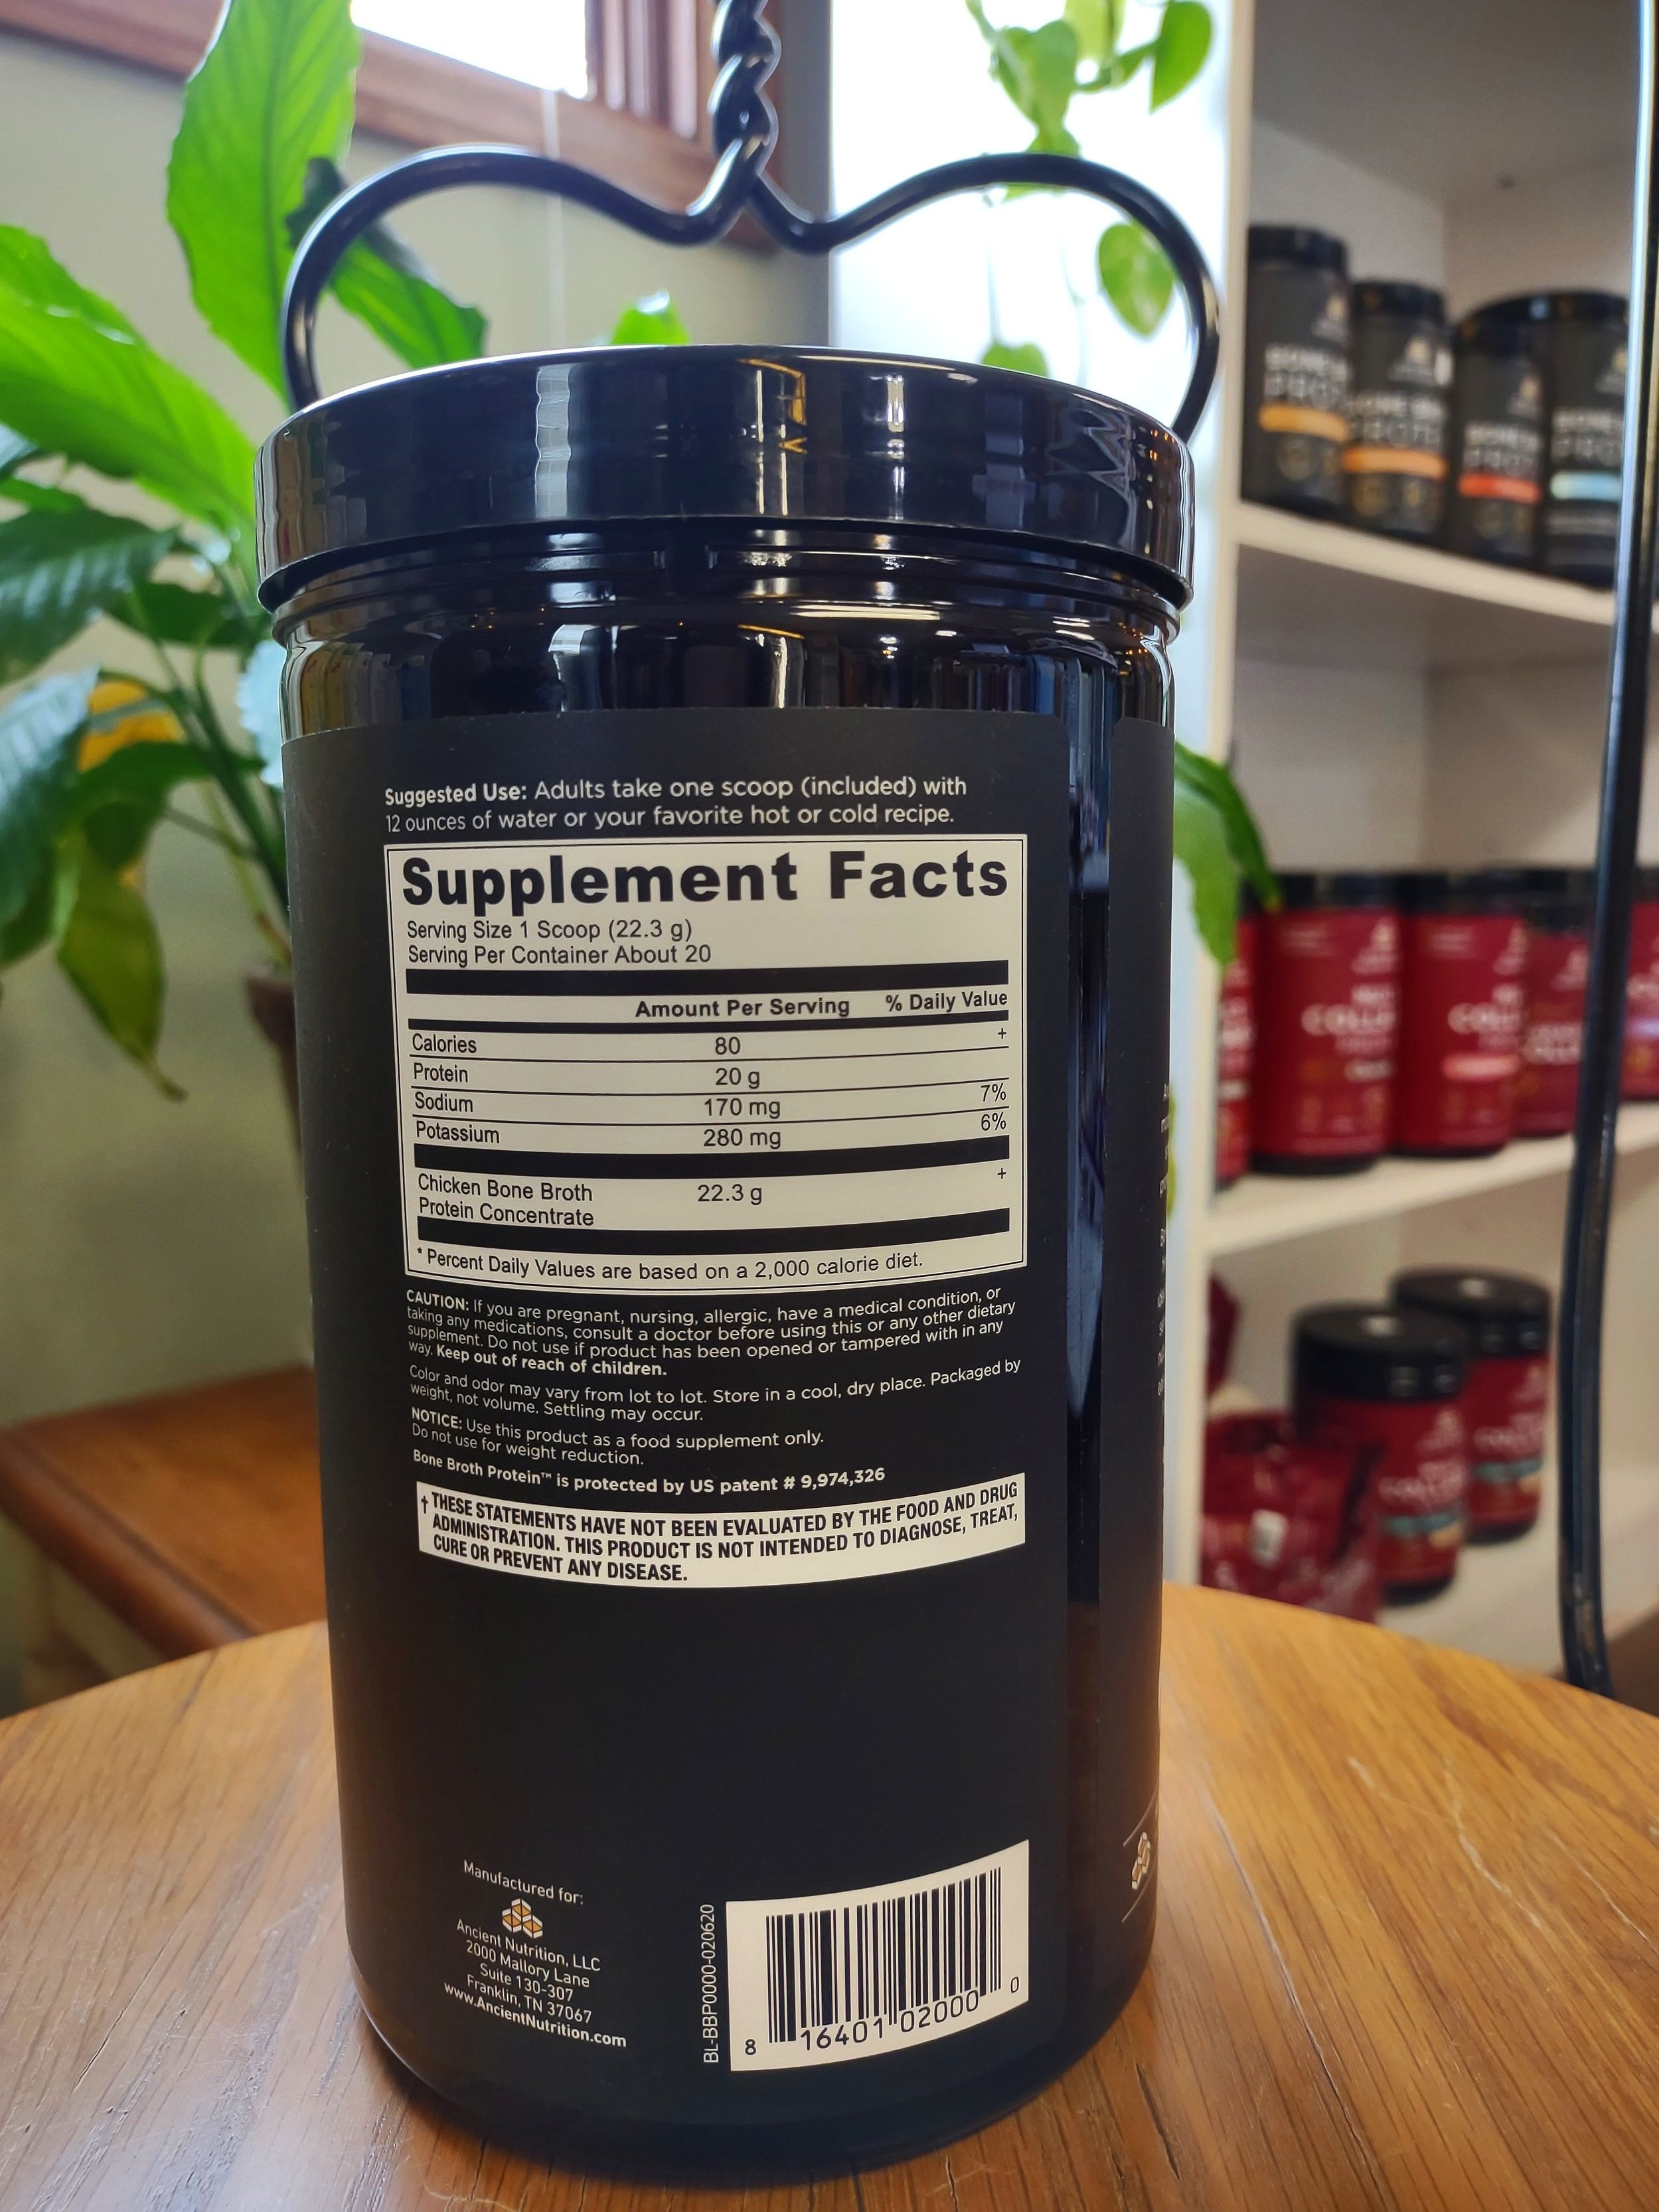 Suggested Use: Adults take one scoop (included) with
12 ounces of water or your favorite hot or cold recipe.
Supplement Facts
Serving Size 1 Scoop (22.3 g)
Serving Per Container About 20
Amount Per Serving % Daily Value
Calories 80 +
Protein 20 g
Sodium 170 mg 7%
Potassium 280 mg 6%
Chicken Bone Broth 22.3 g +
Protein Concentrate
* Percent Daily Values are based on a 2,000 calorie diet.
CAUTION: If you are pregnant, nursing, allergic, have a medical condition, or
taking any medications, consult a doctor before using this or any other dietary
supplement. Do not use if product has been opened or tampered with in any
way. Keep out of reach of children.
Color and odor may vary from lot to lot. Store in a cool, dry place. Packaged by
weight, not volume. Settling may occur.
NOTICE: Use this product as a food supplement only.
Do not use for weight reduction.
Bone Broth Protein™ is protected by US patent # 9,974,326
† THESE STATEMENTS HAVE NOT BEEN EVALUATED BY THE FOOD AND DRUG
ADMINISTRATION. THIS PRODUCT IS NOT INTENDED TO DIAGNOSE, TREAT,
CURE OR PREVENT ANY DISEASE.
Manufactured for:
Ancient Nutrition, LLC
2000 Mallory Lane
Suite 130-307
Franklin, TN 37067
www.AncientNutrition.com
BL-BBP0000-020620
8 16401 02000 0